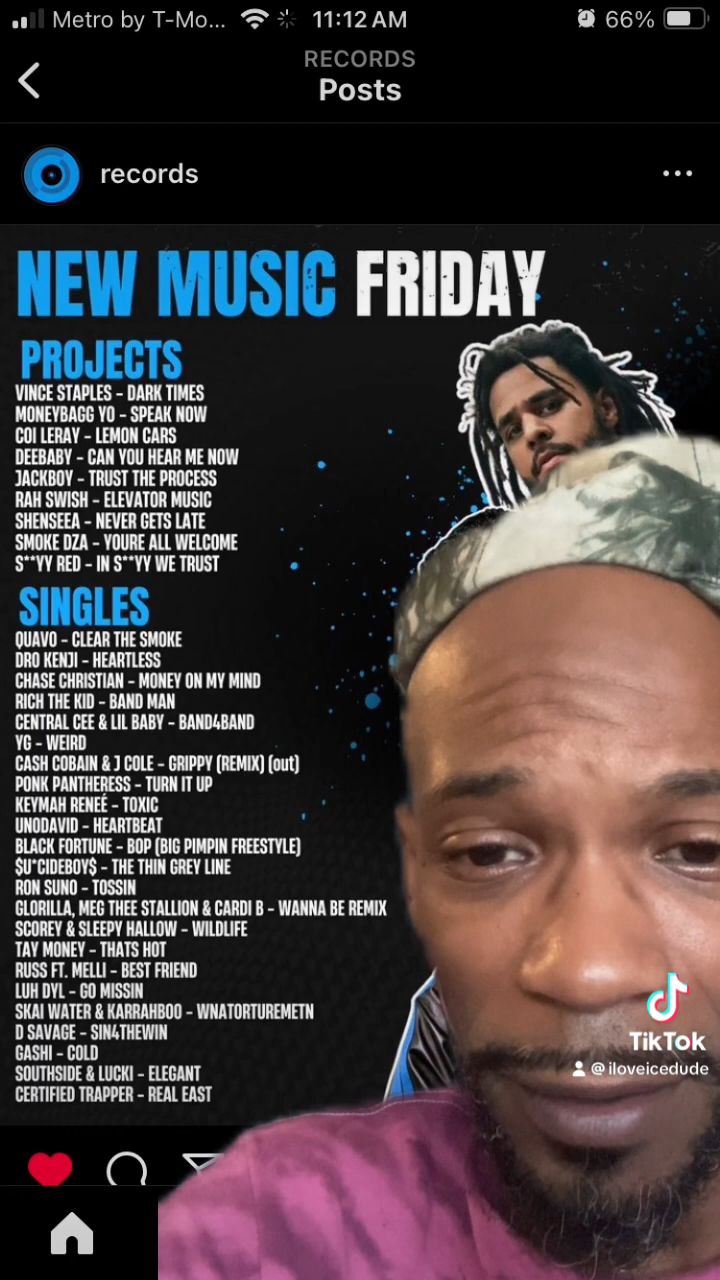 Metro by T-Mo... 11:12 AM 66%
RECORDS
Posts
records
NEW MUSIC FRIDAY
PROJECTS
VINCE STAPLES – DARK TIMES
MONEYBAGG YO – SPEAK NOW
COI LERAY – LEMON CARS
DEEBABY – CAN YOU HEAR ME NOW
JACKBOY – TRUST THE PROCESS
RAH SWISH – ELEVATOR MUSIC
SHENSEEA – NEVER GETS LATE
SMOKE DZA – YOURE ALL WELCOME
S**YY RED – IN S**YY WE TRUST
SINGLES
QUAVO – CLEAR THE SMOKE
DRO KENJI – HEARTLESS
CHASE CHRISTIAN – MONEY ON MY MIND
RICH THE KID – BAND MAN
CENTRAL CEE & LIL BABY – BAND4BAND
YG – WEIRD
CASH COBAIN & J COLE – GRIPPY (REMIX) (out)
PONK PANTHERESS – TURN IT UP
KEYMAH RENEÉ – TOXIC
UNODAVID – HEARTBEAT
BLACK FORTUNE – BOP (BIG PIMPIN FREESTYLE)
$U*CIDEBOY$ – THE THIN GREY LINE
RON SUNO – TOSSIN
GLORILLA, MEG THEE STALLION & CARDI B – WANNA BE REMIX
SCOREY & SLEEPY HALLOW – WILDLIFE
TAY MONEY – THATS HOT
RUSS FT. MELLI – BEST FRIEND
LUH DYL – GO MISSIN
SKAI WATER & KARRAHBOO – WNATORTUREMETN
D SAVAGE – SIN4THEWIN
GASHI – COLD
SOUTHSIDE & LUCKI – ELEGANT
CERTIFIED TRAPPER – REAL EAST
TikTok
@iloveicedude